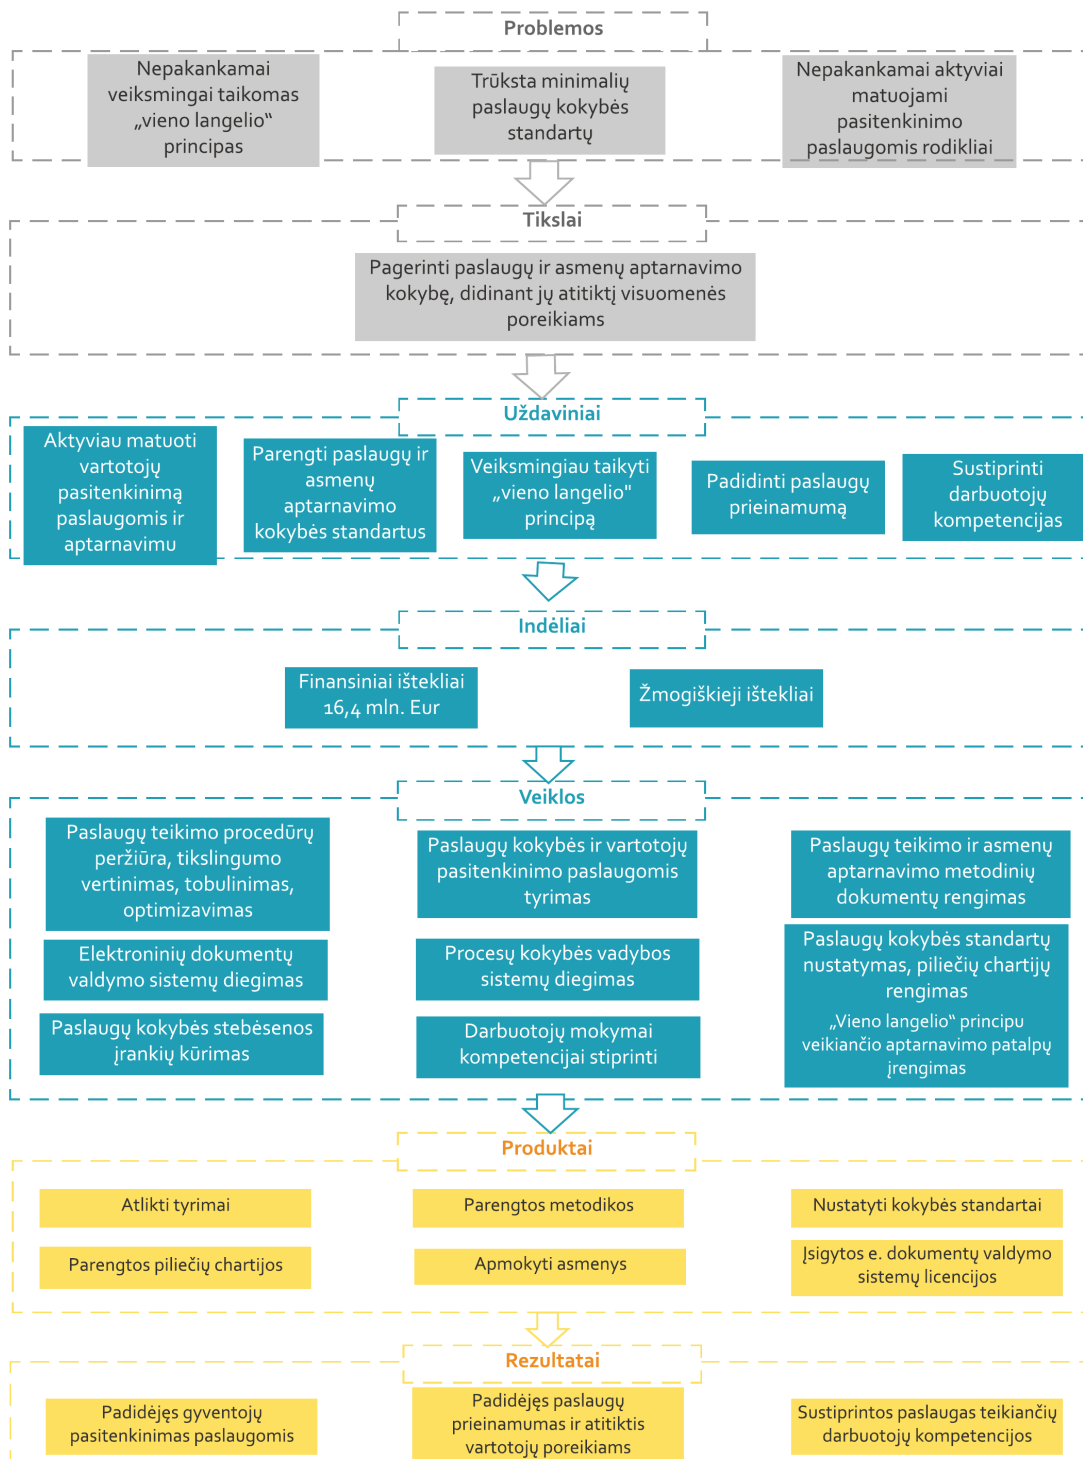 Problemos
Nepakankamai
veiksmingai taikomas
„vieno langelio“
principas
Trūksta minimalių
paslaugų kokybės
standartų
Nepakankamai aktyviai
matuojami
pasitenkinimo
paslaugomis rodikliai
Tikslai
Pagerinti paslaugų ir asmenų aptarnavimo
kokybę, didinant jų atitiktį visuomenės
poreikiams
Uždaviniai
Aktyviau matuoti
vartotojų
pasitenkinimą
paslaugomis ir
aptarnavimu
Parengti paslaugų ir
asmenų
aptarnavimo
kokybės standartus
Veiksmingiau taikyti
„vieno langelio"
principą
Padidinti paslaugų
prieinamumą
Sustiprinti
darbuotojų
kompetencijas
Indėliai
Finansiniai ištekliai
16,4 mln. Eur
Žmogiškieji ištekliai
Veiklos
Paslaugų teikimo procedūrų
peržiūra, tikslingumo
vertinimas, tobulinimas,
optimizavimas
Paslaugų kokybės ir vartotojų
pasitenkinimo paslaugomis
tyrimas
Paslaugų teikimo ir asmenų
aptarnavimo metodinių
dokumentų rengimas
Elektroninių dokumentų
valdymo sistemų diegimas
Procesų kokybės vadybos
sistemų diegimas
Paslaugų kokybės standartų
nustatymas, piliečių chartijų
rengimas
Paslaugų kokybės stebėsenos
įrankių kūrimas
Darbuotojų mokymai
kompetencijai stiprinti
„Vieno langelio“ principu
veikiančio aptarnavimo patalpų
įrengimas
Produktai
Atlikti tyrimai
Parengtos metodikos
Nustatyti kokybės standartai
Parengtos piliečių chartijos
Apmokyti asmenys
Įsigytos e. dokumentų valdymo
sistemų licencijos
Rezultatai
Padidėjęs gyventojų
pasitenkinimas paslaugomis
Padidėjęs paslaugų
prieinamumas ir atitiktis
vartotojų poreikiams
Sustiprintos paslaugas teikiančių
darbuotojų kompetencijos